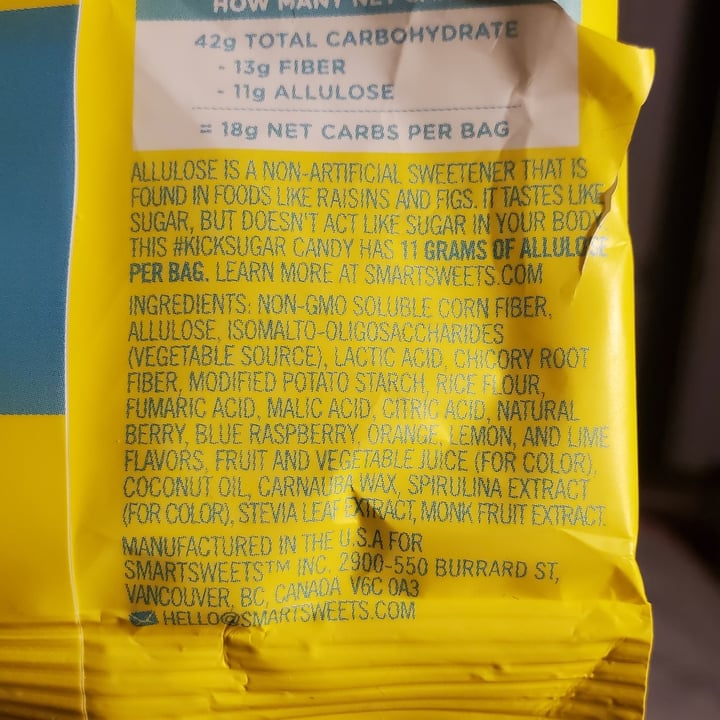 HOW MANY NET
42g TOTAL CARBOHYDRATE
- 13g FIBER
- 11g ALLULOSE
= 18g NET CARBS PER BAG
ALLULOSE IS A NON-ARTIFICIAL SWEETENER THAT IS
FOUND IN FOODS LIKE RAISINS AND FIGS. IT TASTES LIKE
SUGAR, BUT DOESN'T ACT LIKE SUGAR IN YOUR BODY.
THIS #KICKSUGAR CANDY HAS 11 GRAMS OF ALLULOSE
PER BAG. LEARN MORE AT SMARTSWEETS.COM
INGREDIENTS: NON-GMO SOLUBLE CORN FIBER,
ALLULOSE, ISOMALTO-OLIGOSACCHARIDES
(VEGETABLE SOURCE), LACTIC ACID, CHICORY ROOT
FIBER, MODIFIED POTATO STARCH, RICE FLOUR,
FUMARIC ACID, MALIC ACID, CITRIC ACID, NATURAL
BERRY, BLUE RASPBERRY, ORANGE, LEMON, AND LIME
FLAVORS, FRUIT AND VEGETABLE JUICE (FOR COLOR),
COCONUT OIL, CARNAUBA WAX, SPIRULINA EXTRACT
(FOR COLOR), STEVIA LEAF EXTRACT, MONK FRUIT EXTRACT.
MANUFACTURED IN THE U.S.A FOR
SMARTSWEETS™ INC. 2900-550 BURRARD ST,
VANCOUVER, BC, CANADA V6C 0A3
HELLO@SMARTSWEETS.COM